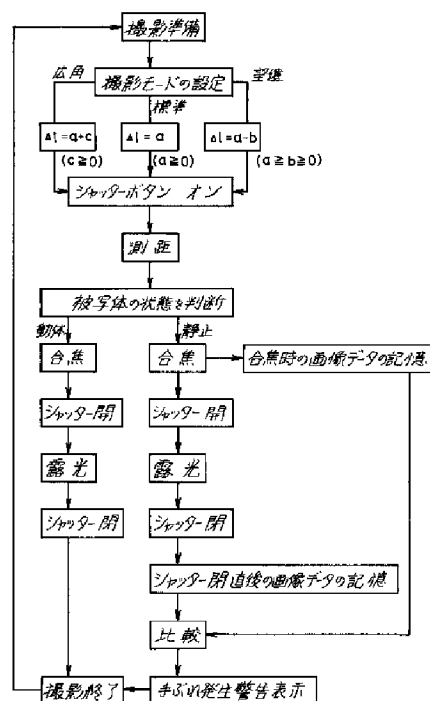 撮影準備
撮影モードの設定
広角
標準
望遠
Δl=a+c
Δl=a
Δl=a-b
(c≧0)
(a≧0)
(a≧b≧0)
シャッターボタン オン
測距
被写体の状態を判断
動体
静止
合焦
合焦
合焦時の画像データの記憶
シャッター開
シャッター開
露光
露光
シャッター閉
シャッター閉
シャッター閉直後の画像データの記憶
比較
撮影終了
手ぶれ発生警告表示